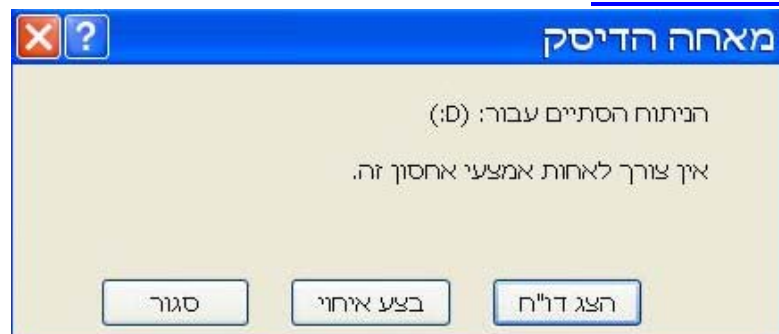 מאחה הדיסק
הניתוח הסתיים עבור: (D:)
אין צורך לאחות אמצעי אחסון זה.
הצג דו"ח
בצע איחוי
סגור